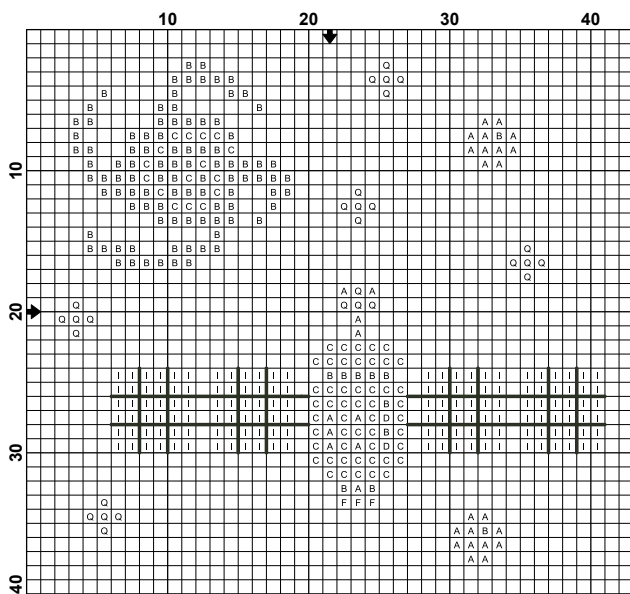 10 20 30 40
B B Q
B B B B B Q Q Q
B B B B Q
B B B B
B B B B B B B A A
B B B B C C C C B A A B A
B B B B C B B B B C A A A A
10 B B B C B B B C B B B B B A A
B B B B C B B B C B B B B B B
B B B C B B B C B B B B Q
B B B C C C B B B Q Q Q
B B B B B B B Q
B B
B B B B B B B B Q
B B B B B B Q Q Q
Q
A Q A
Q Q Q Q
20 Q Q Q A
Q A
C C C C C
C C C C C C C
I I I I I I I I I I I I B B B B B I I I I I I I I I I I I
I I I I I I I I I I I I C C C C C C C I I I I I I I I I I I I
I I I I I I I I I I I I C C C C C B C I I I I I I I I I I I I
I I I I I I I I I I I I C A C A C D C I I I I I I I I I I I I
I I I I I I I I I I I I C C C C C B C I I I I I I I I I I I I
30 I I I I I I I I I I I I C A C A C D C I I I I I I I I I I I I
C C C C C C C
C C C C C
B A B
Q F F F
Q Q Q A A
Q A A B A
A A A A
A A
40